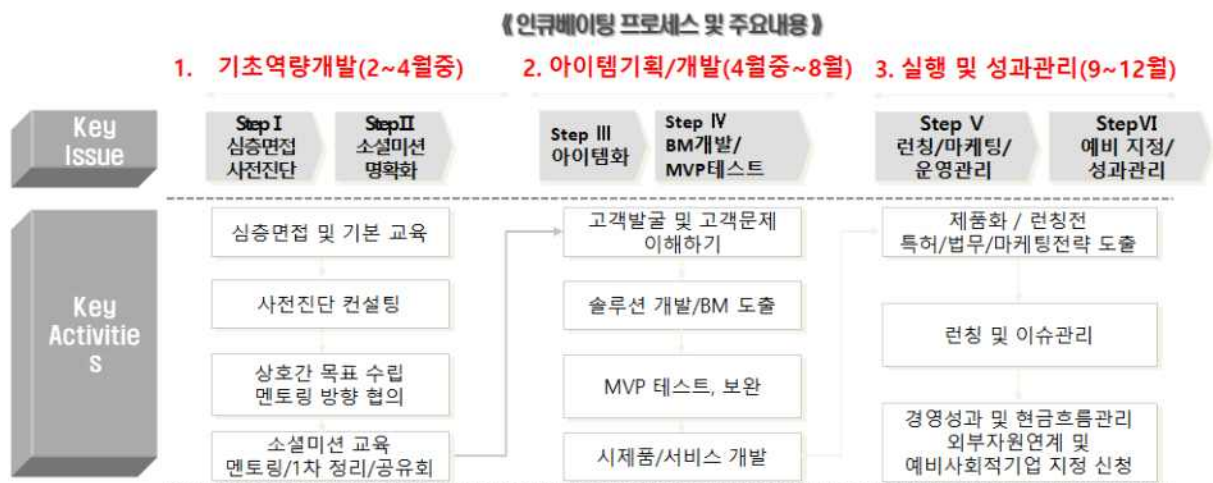 《인큐베이팅 프로세스 및 주요내용》
1. 기초역량개발(2~4월중)
2. 아이템기획/개발(4월중~8월)
3. 실행 및 성과관리(9~12월)
Key
Issue
Step I
심층면접
사전진단
StepII
소셜미션
명확화
Step III
아이템화
Step IV
BM개발/
MVP테스트
Step V
런칭/마케팅/
운영관리
StepVI
예비 지정/
성과관리
Key
Activitie
s
심층면접 및 기본 교육
사전진단 컨설팅
상호간 목표 수립
멘토링 방향 협의
소셜미션 교육
멘토링/1차 정리/공유회
고객발굴 및 고객문제
이해하기
솔루션 개발/BM 도출
MVP 테스트, 보완
시제품/서비스 개발
제품화 / 런칭전
특허/법무/마케팅전략 도출
런칭 및 이슈관리
경영성과 및 현금흐름관리
외부자원연계 및
예비사회적기업 지정 신청